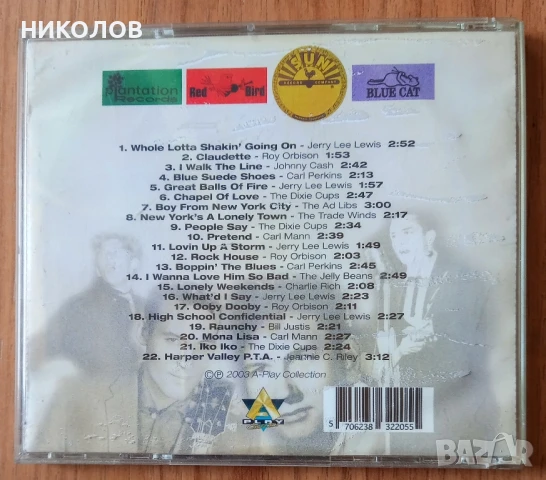 НИКОЛОВ
Plantation
Records
Red Bird
SUN
RECORD COMPANY
BLUE CAT
1. Whole Lotta Shakin' Going On - Jerry Lee Lewis 2:52
2. Claudette - Roy Orbison 1:53
3. I Walk The Line - Johnny Cash 2:42
4. Blue Suede Shoes - Carl Perkins 2:13
5. Great Balls Of Fire - Jerry Lee Lewis 1:57
6. Chapel Of Love - The Dixie Cups 2:47
7. Boy From New York City - The Ad Libs 3:00
8. New York's A Lonely Town - The Trade Winds 2:17
9. People Say - The Dixie Cups 2:34
10. Pretend - Carl Mann 2:39
11. Lovin Up A Storm - Jerry Lee Lewis 1:49
12. Rock House - Roy Orbison 2:03
13. Boppin' The Blues - Carl Perkins 2:45
14. I Wanna Love Him So Bad - The Jelly Beans 2:49
15. Lonely Weekends - Charlie Rich 2:08
16. What'd I Say - Jerry Lee Lewis 2:23
17. Ooby Dooby - Roy Orbison 2:11
18. High School Confidential - Jerry Lee Lewis 2:27
19. Raunchy - Bill Justis 2:21
20. Mona Lisa - Carl Mann 2:27
21. Iko Iko - The Dixie Cups 2:24
22. Harper Valley P.T.A. - Jeannie C. Riley 3:12
©℗ 2003 A-Play Collection
A
PLAY
5 706238 322055
BAZAR